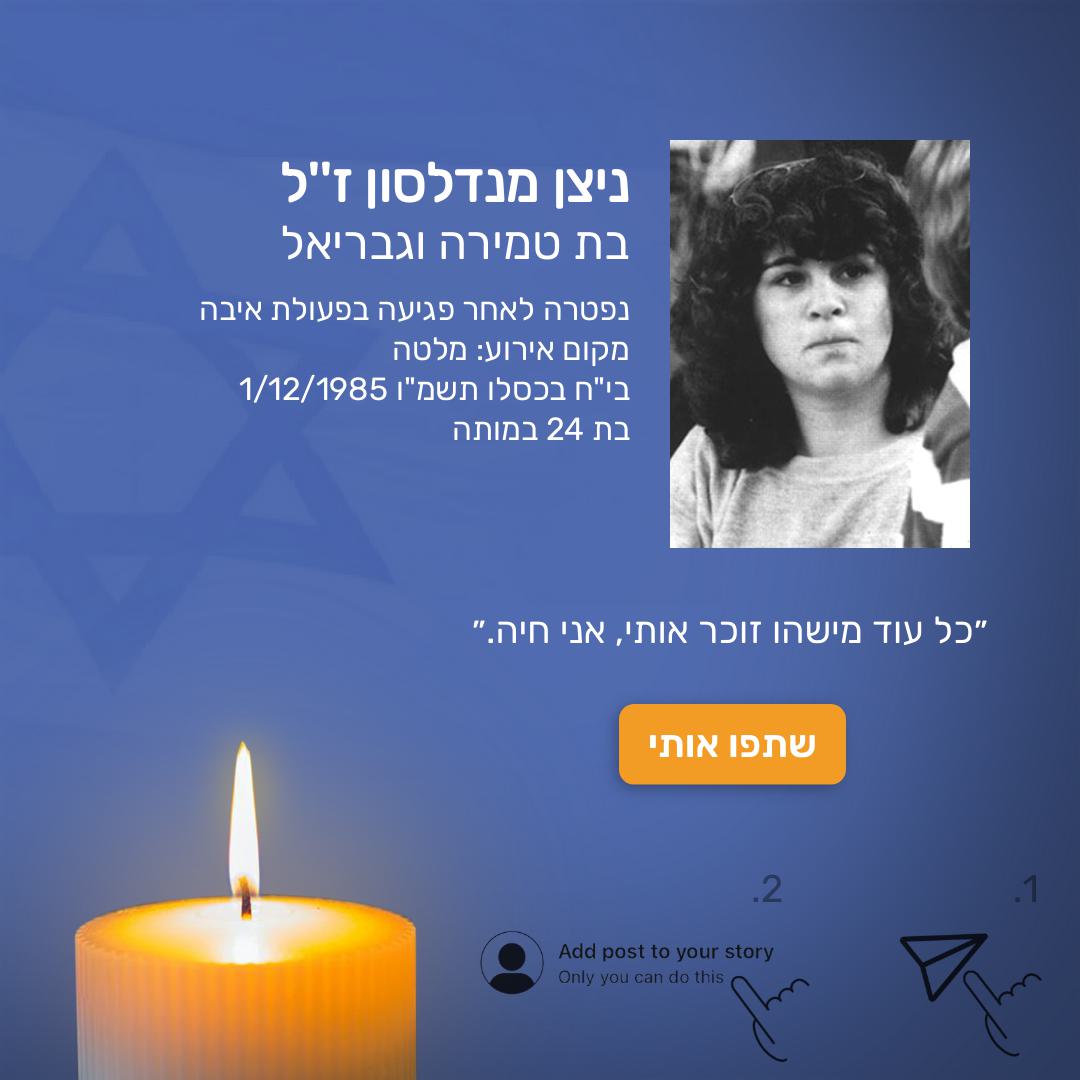 ניצן מנדלסון ז"ל
בת טמירה וגבריאל
נפטרה לאחר פגיעה בפעולת איבה
מקום אירוע: מלטה
בי"ח בכסלו תשמ"ו 1/12/1985
בת 24 במותה
״כל עוד מישהו זוכר אותי, אני חיה.״
שתפו אותי
1.
2.
Add post to your story
Only you can do this